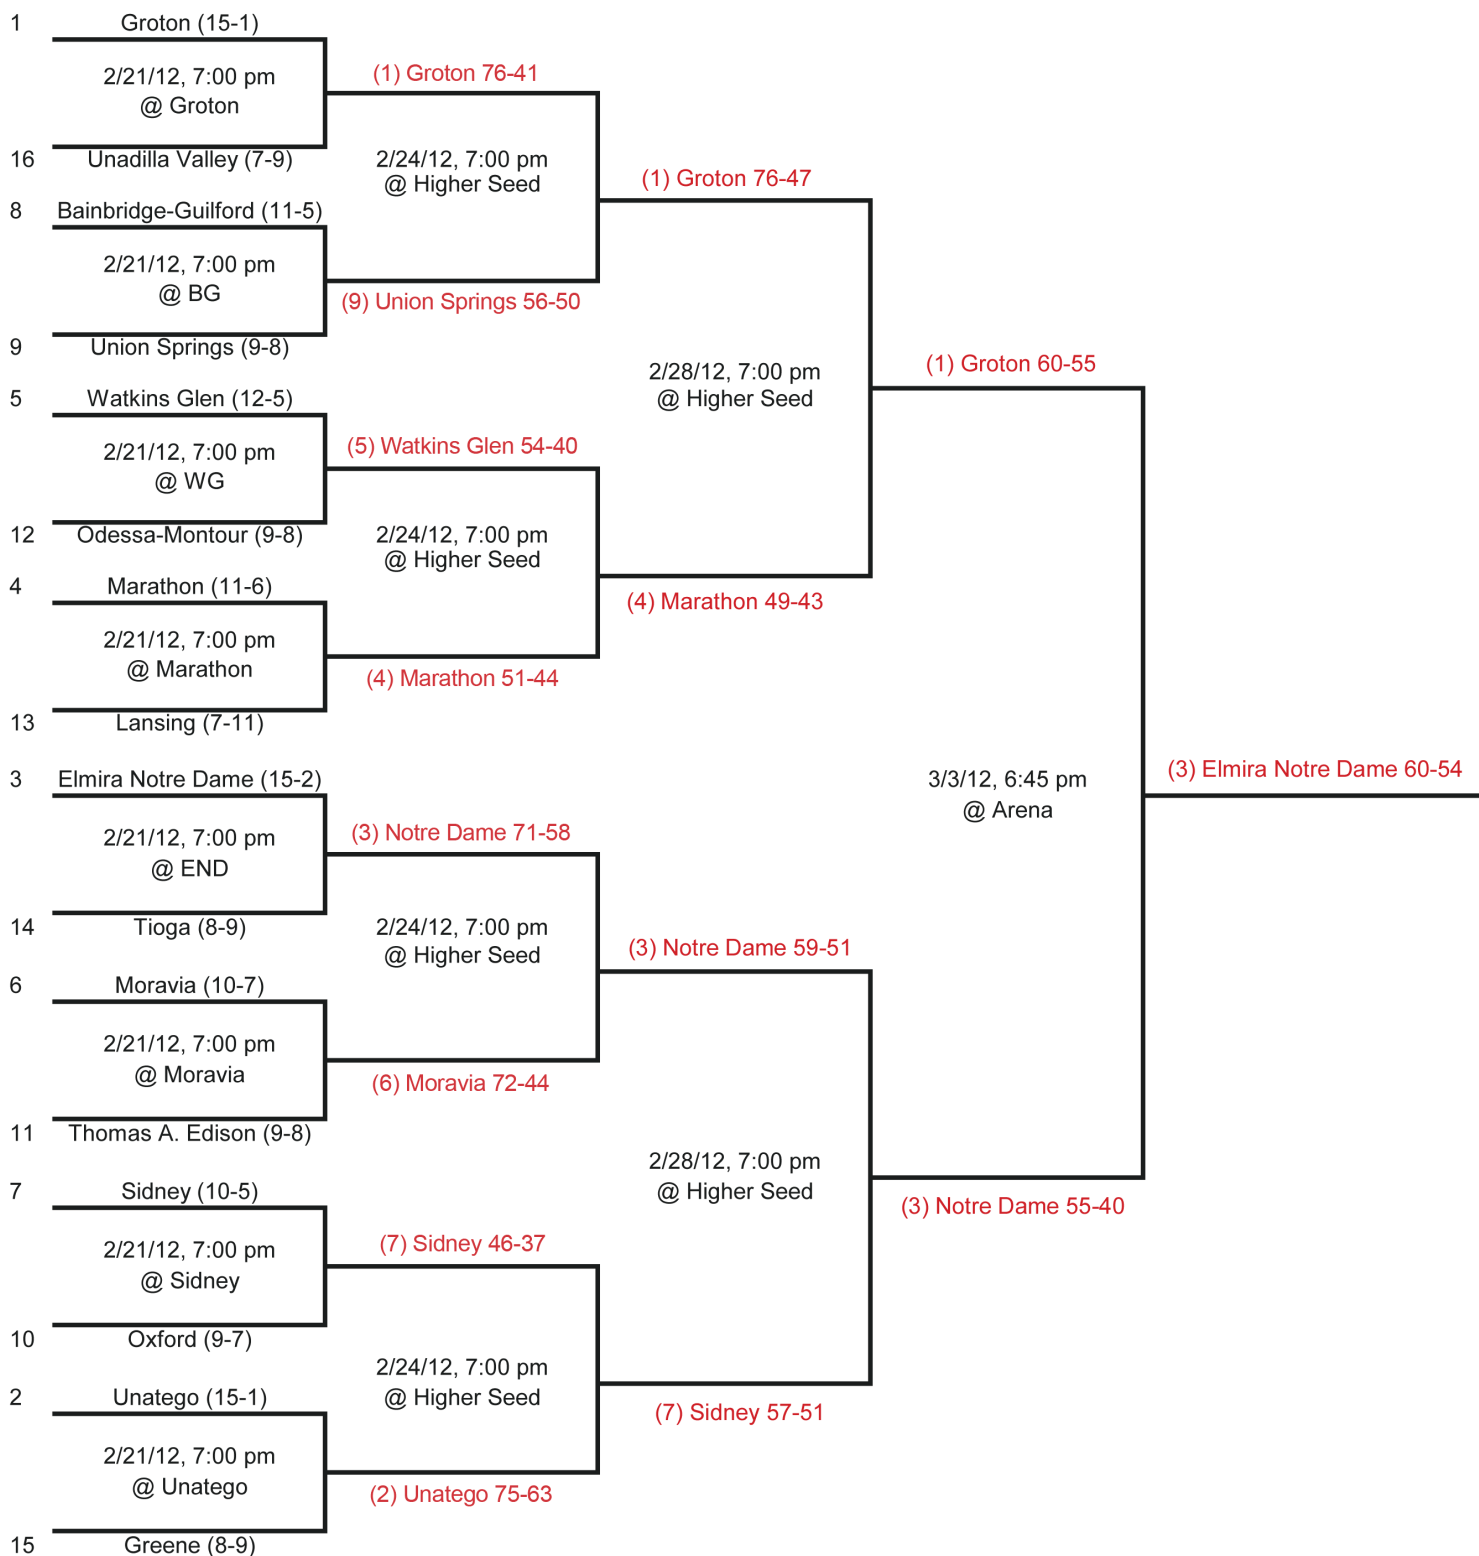 1 Groton (15-1)
2/21/12, 7:00 pm
@ Groton
16 Unadilla Valley (7-9)
8 Bainbridge-Guilford (11-5)
2/21/12, 7:00 pm
@ BG
9 Union Springs (9-8)
5 Watkins Glen (12-5)
2/21/12, 7:00 pm
@ WG
12 Odessa-Montour (9-8)
4 Marathon (11-6)
2/21/12, 7:00 pm
@ Marathon
13 Lansing (7-11)
3 Elmira Notre Dame (15-2)
2/21/12, 7:00 pm
@ END
14 Tioga (8-9)
6 Moravia (10-7)
2/21/12, 7:00 pm
@ Moravia
11 Thomas A. Edison (9-8)
7 Sidney (10-5)
2/21/12, 7:00 pm
@ Sidney
10 Oxford (9-7)
2 Unatego (15-1)
2/21/12, 7:00 pm
@ Unatego
15 Greene (8-9)
(1) Groton 76-41
2/24/12, 7:00 pm
@ Higher Seed
(9) Union Springs 56-50
(5) Watkins Glen 54-40
2/24/12, 7:00 pm
@ Higher Seed
(4) Marathon 51-44
(3) Notre Dame 71-58
2/24/12, 7:00 pm
@ Higher Seed
(6) Moravia 72-44
(7) Sidney 46-37
2/24/12, 7:00 pm
@ Higher Seed
(2) Unatego 75-63
(1) Groton 76-47
2/28/12, 7:00 pm
@ Higher Seed
(4) Marathon 49-43
(3) Notre Dame 59-51
2/28/12, 7:00 pm
@ Higher Seed
(7) Sidney 57-51
(1) Groton 60-55
3/3/12, 6:45 pm
@ Arena
(3) Notre Dame 55-40
(3) Elmira Notre Dame 60-54